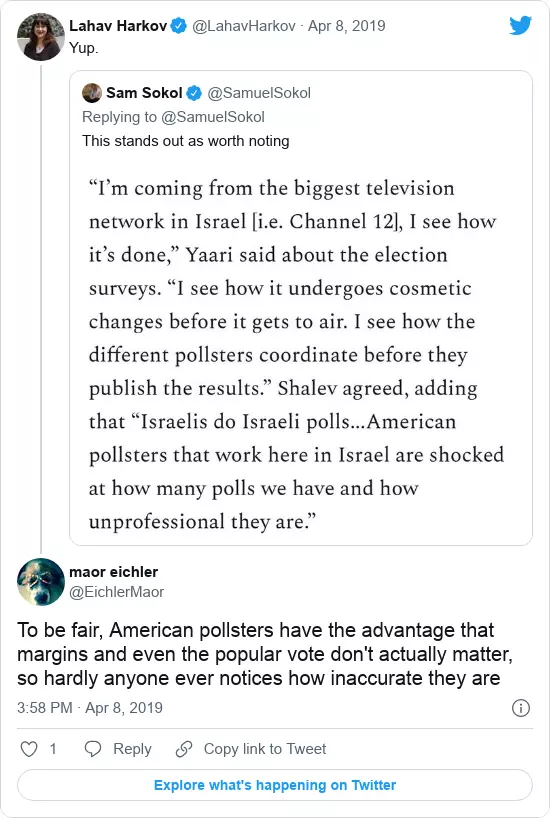 Lahav Harkov @LahavHarkov · Apr 8, 2019
Yup.
Sam Sokol @SamuelSokol
Replying to @SamuelSokol
This stands out as worth noting
“I’m coming from the biggest television
network in Israel [i.e. Channel 12], I see how
it’s done,” Yaari said about the election
surveys. “I see how it undergoes cosmetic
changes before it gets to air. I see how the
different pollsters coordinate before they
publish the results.” Shalev agreed, adding
that “Israelis do Israeli polls...American
pollsters that work here in Israel are shocked
at how many polls we have and how
unprofessional they are.”
maor eichler
@EichlerMaor
To be fair, American pollsters have the advantage that
margins and even the popular vote don't actually matter,
so hardly anyone ever notices how inaccurate they are
3:58 PM · Apr 8, 2019
1 Reply Copy link to Tweet
Explore what's happening on Twitter